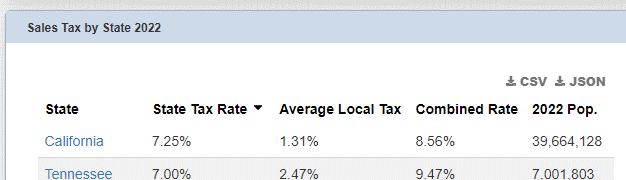 Sales Tax by State 2022
CSV JSON
State State Tax Rate Average Local Tax Combined Rate 2022 Pop.
California 7.25% 1.31% 8.56% 39,664,128
Tennessee 7.00% 2.47% 9.47% 7,001,803